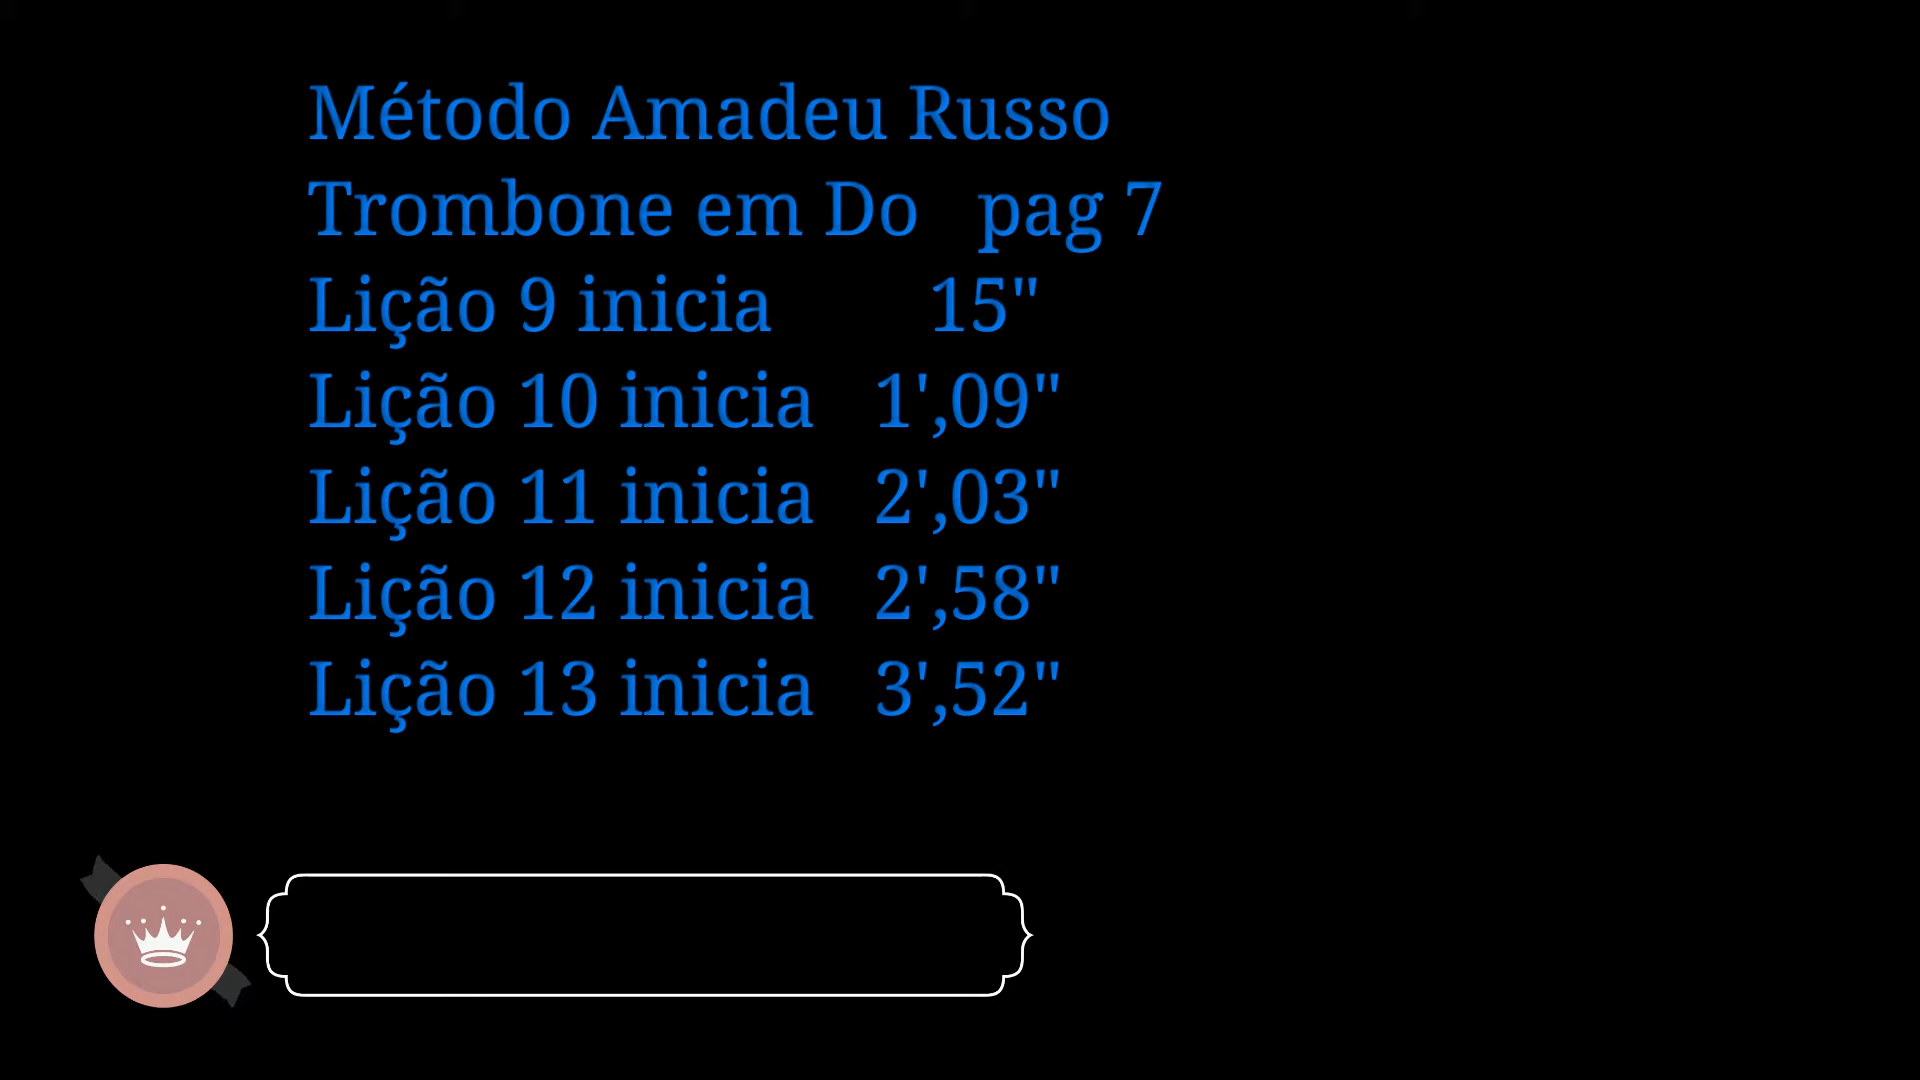 Método Amadeu Russo
Trombone em Do pag 7
Lição 9 inicia 15"
Lição 10 inicia 1',09"
Lição 11 inicia 2',03"
Lição 12 inicia 2',58"
Lição 13 inicia 3',52"